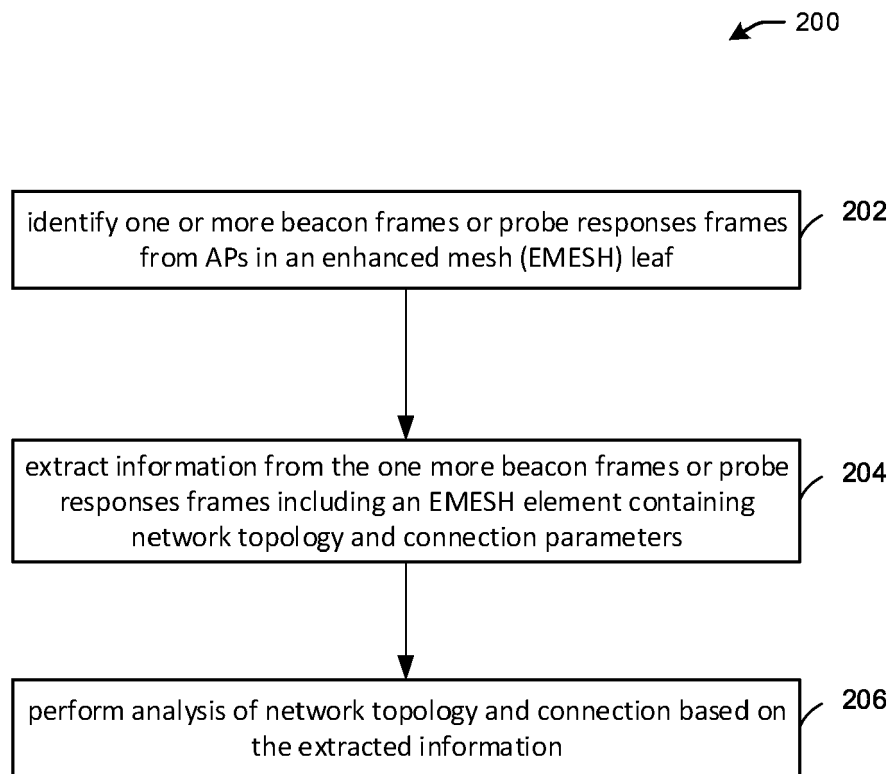 200
identify one or more beacon frames or probe responses frames
from APs in an enhanced mesh (EMESH) leaf
202
extract information from the one more beacon frames or probe
responses frames including an EMESH element containing
network topology and connection parameters
204
perform analysis of network topology and connection based on
the extracted information
206